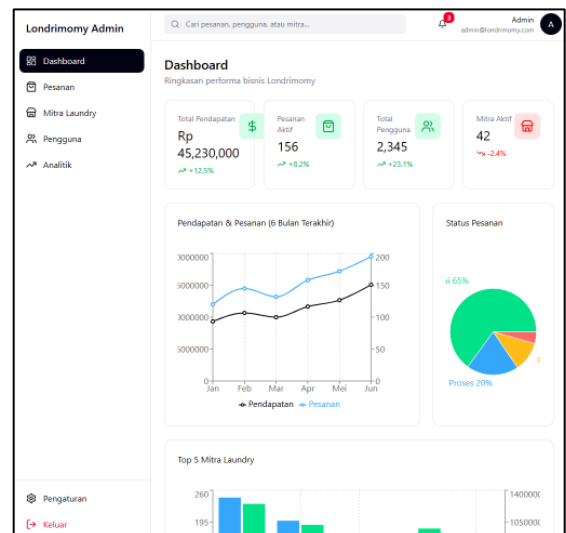 Londrimomy Admin
Cari pesanan, pengguna, atau mitra...
3
Admin
admin@londrimomy.com
A
Dashboard
Pesanan
Mitra Laundry
Pengguna
Analitik
Pengaturan
Keluar
Dashboard
Ringkasan performa bisnis Londrimomy
Total Pendapatan
Rp
45,230,000
+12.5%
Pesanan
Aktif
156
+8.2%
Total
Pengguna
2,345
+23.1%
Mitra Aktif
42
-2.4%
Pendapatan & Pesanan (6 Bulan Terakhir)
200
150
100
50
0
0
Jan Feb Mar Apr Mei Jun
Pendapatan Pesanan
Status Pesanan
i 65%
Proses 20%
Top 5 Mitra Laundry
260
195